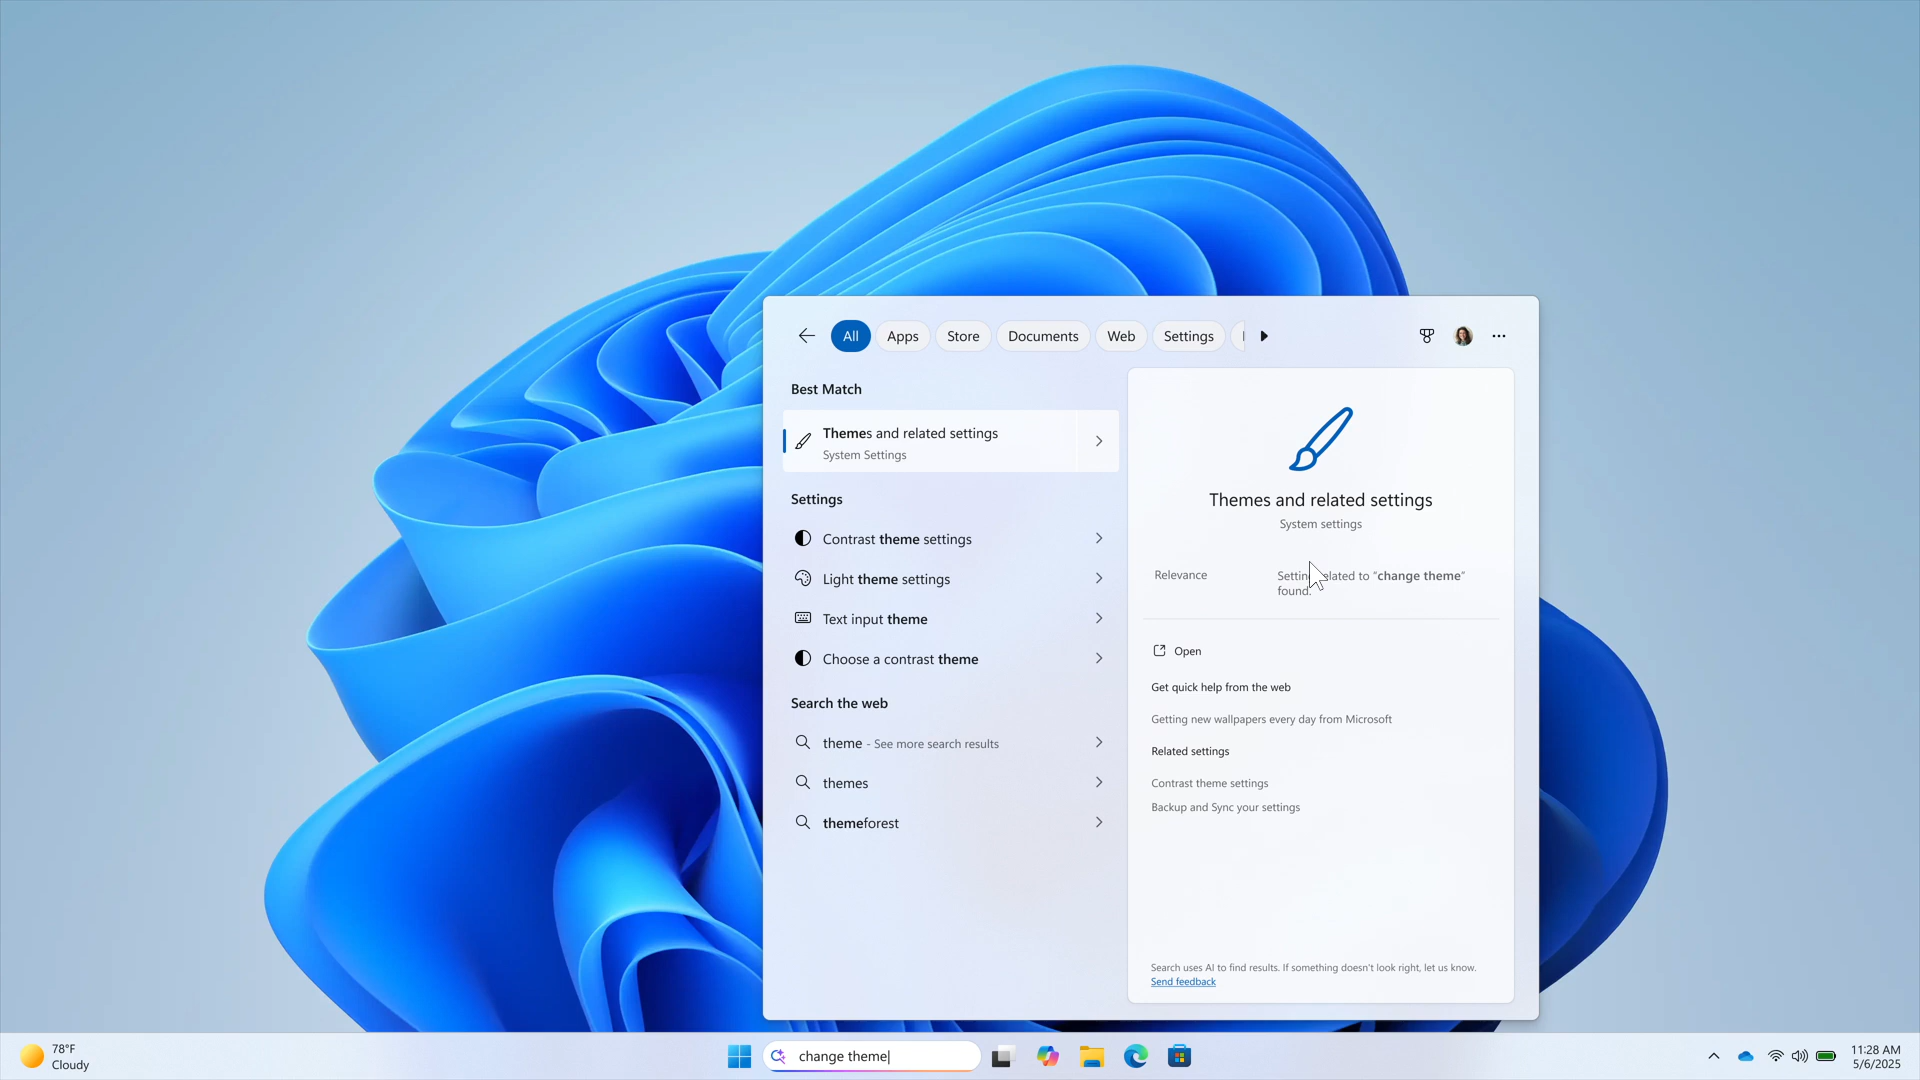 All
Apps
Store
Documents
Web
Settings
Best Match
Themes and related settings
System Settings
Settings
Contrast theme settings
Light theme settings
Text input theme
Choose a contrast theme
Search the web
theme - See more search results
themes
themeforest
Themes and related settings
System settings
Relevance
related to "change theme"
found.
Open
Get quick help from the web
Getting new wallpapers every day from Microsoft
Related settings
Contrast theme settings
Backup and Sync your settings
Search uses AI to find results. If something doesn't look right, let us know.
Send feedback
78°F
Cloudy
change theme
11:28 AM
5/6/2025